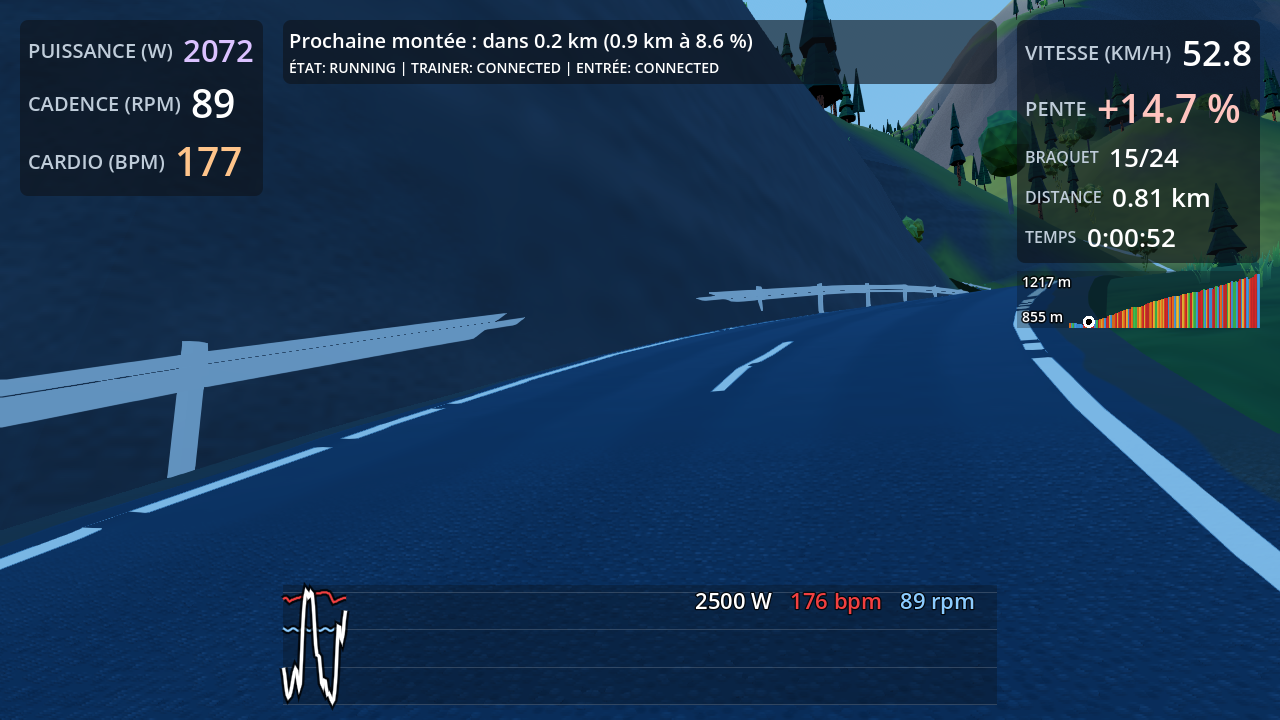 PUISSANCE (W) 2072
CADENCE (RPM) 89
CARDIO (BPM) 177
Prochaine montée : dans 0.2 km (0.9 km à 8.6 %)
ÉTAT: RUNNING | TRAINER: CONNECTED | ENTRÉE: CONNECTED
VITESSE (KM/H) 52.8
PENTE +14.7 %
BRAQUET 15/24
DISTANCE 0.81 km
TEMPS 0:00:52
1217 m
855 m
2500 W 176 bpm 89 rpm